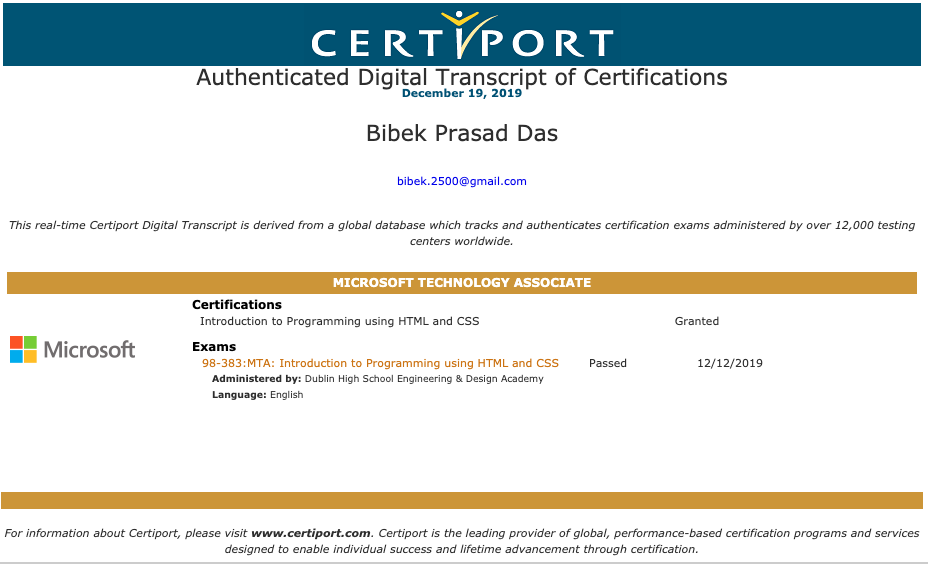 CERTIPORT
Authenticated Digital Transcript of Certifications
December 19, 2019
Bibek Prasad Das
bibek.2500@gmail.com
This real-time Certiport Digital Transcript is derived from a global database which tracks and authenticates certification exams administered by over 12,000 testing
centers worldwide.
MICROSOFT TECHNOLOGY ASSOCIATE
Certifications
Introduction to Programming using HTML and CSS Granted
Microsoft
Exams
98-383:MTA: Introduction to Programming using HTML and CSS Passed 12/12/2019
Administered by: Dublin High School Engineering & Design Academy
Language: English
For information about Certiport, please visit www.certiport.com. Certiport is the leading provider of global, performance-based certification programs and services
designed to enable individual success and lifetime advancement through certification.